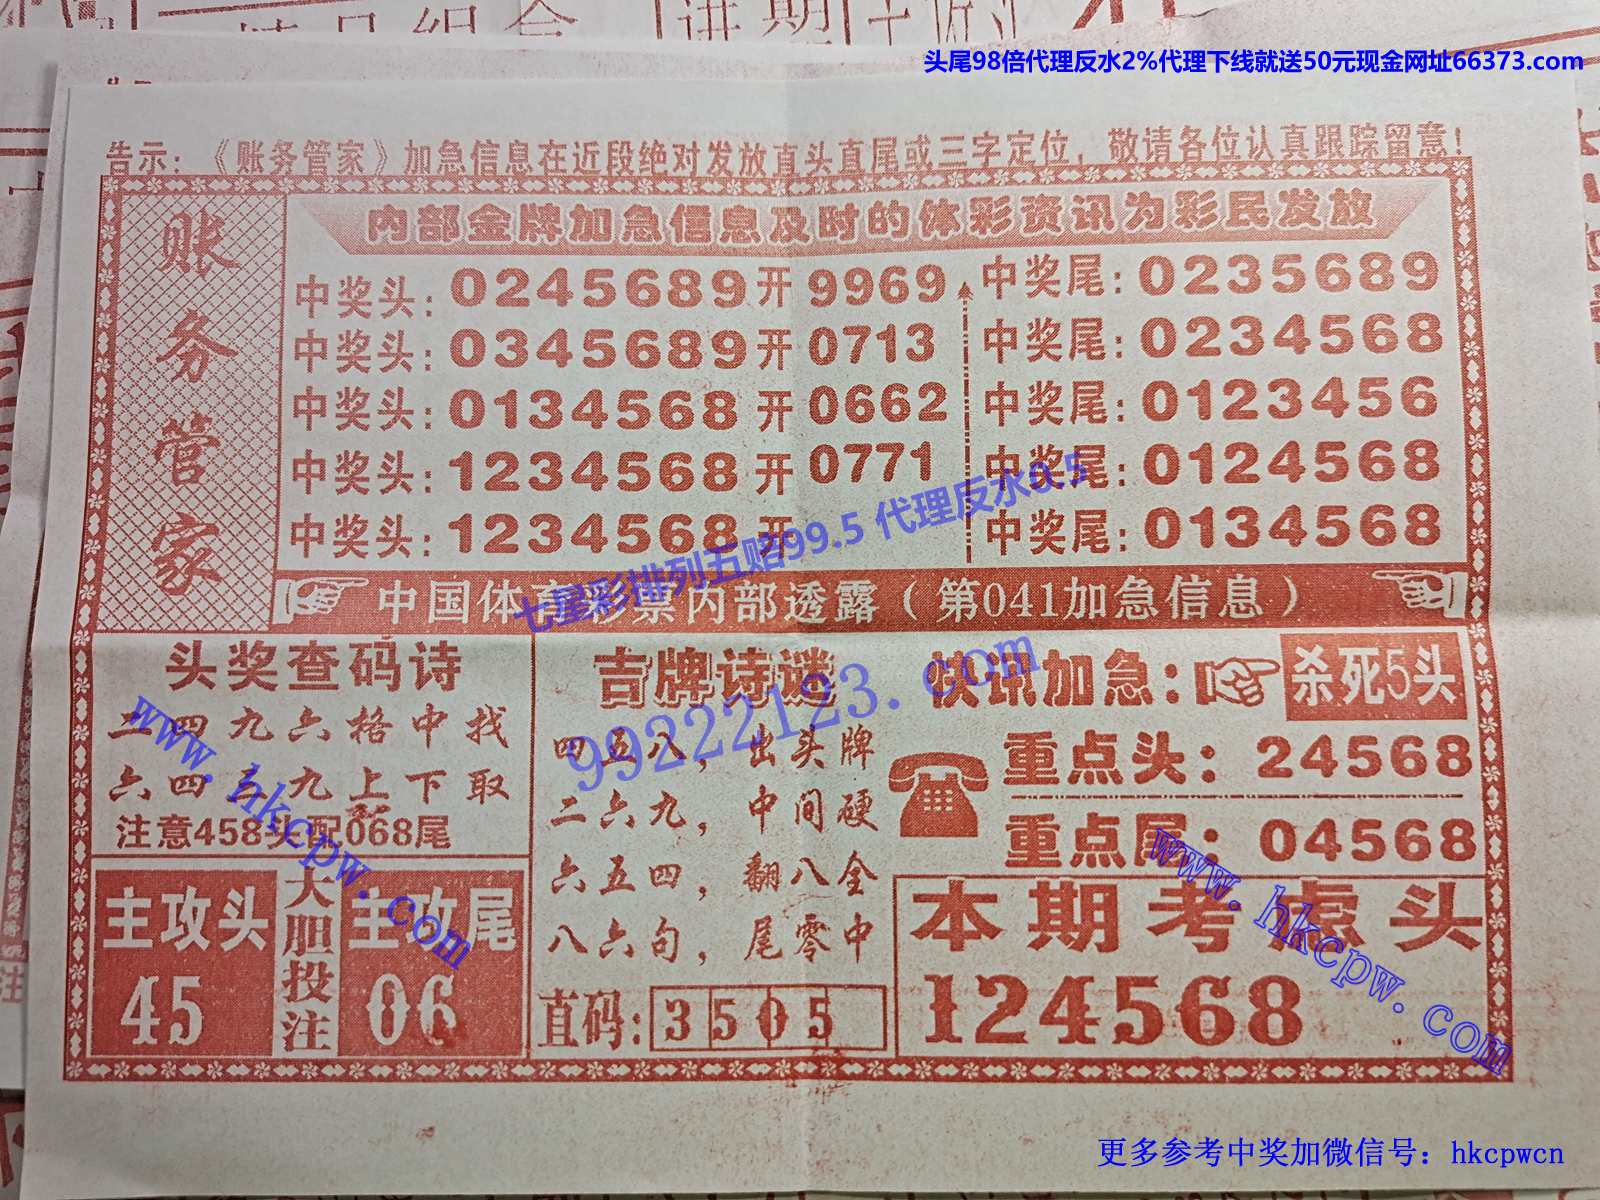 头尾98倍代理反水2%代理下线就送50元现金网址66373.com
告示：《账务管家》加急信息在近段绝对发放直头直尾或三字定位，敬请各位认真跟踪留意！
账务管家
内部金牌加急信息及时的体彩资讯为彩民发放
中奖头：0245689开9969 中奖尾：0235689
中奖头：0345689开0713 中奖尾：0234568
中奖头：0134568开0662 中奖尾：0123456
中奖头：1234568开0771 中奖尾：0124568
中奖头：1234568开 中奖尾：0134568
七星彩排列五赔99.5 代理反水0.5
中国体育彩票内部透露（第041加急信息）
头奖查码诗
二四九六格中找
六四三九上下取
注意458头配068尾
主攻头
45
大胆投注
主攻尾
06
吉牌诗谜
四五八，出头牌
二六九，中间硬
六五四，翻八全
八六句，尾零中
直码：3505
快讯加急：杀死5头
重点头：24568
重点尾：04568
本期考虑头
124568
99222123.com
www.hkcpw.com
www.hkcpw.com
更多参考中奖加微信号：hkcpwcn